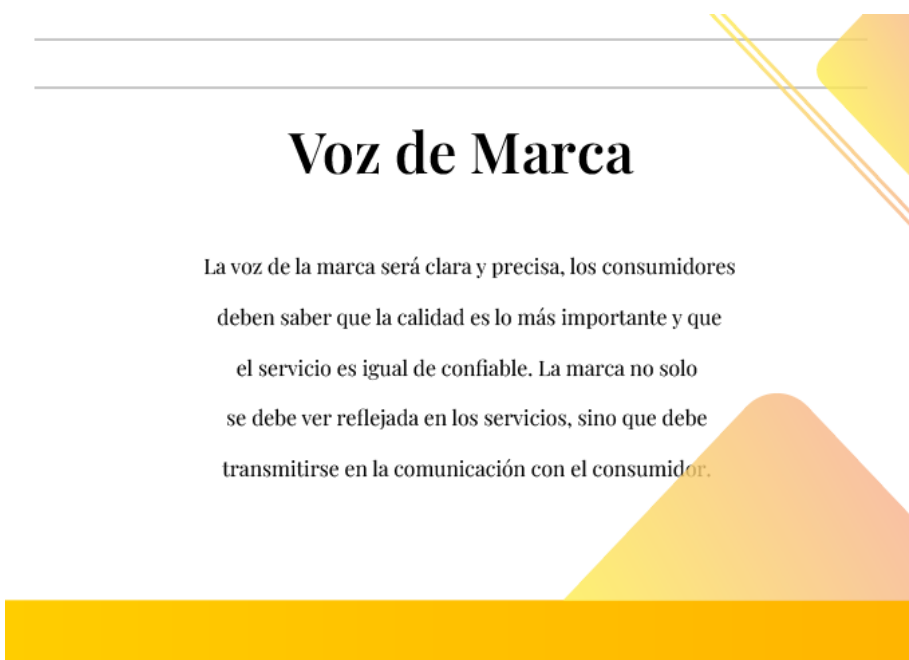 Voz de Marca
La voz de la marca será clara y precisa, los consumidores
deben saber que la calidad es lo más importante y que
el servicio es igual de confiable. La marca no solo
se debe ver reflejada en los servicios, sino que debe
transmitirse en la comunicación con el consumidor.